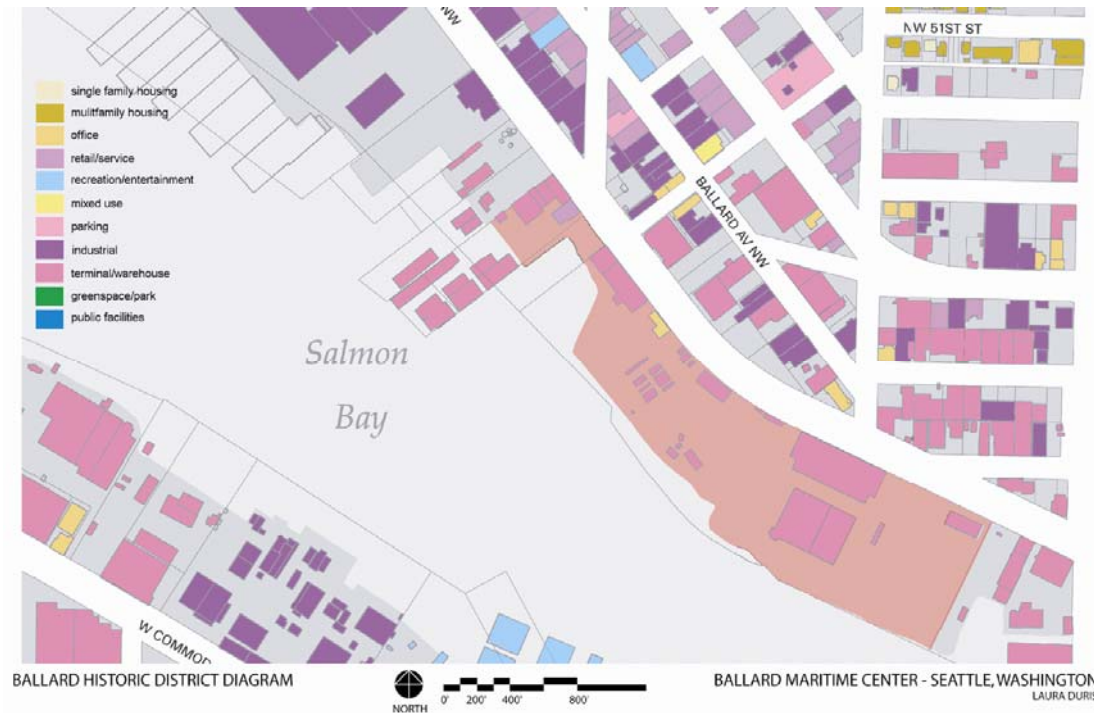 NW
NW 51ST ST
single family housing
mulitfamily housing
office
retail/service
recreation/entertainment
mixed use
parking
industrial
terminal/warehouse
greenspace/park
public facilities
BALLARD AV NW
Salmon
Bay
W COMMOD
BALLARD HISTORIC DISTRICT DIAGRAM
NORTH
0' 200' 400' 800'
BALLARD MARITIME CENTER - SEATTLE, WASHINGTON
LAURA DURIS